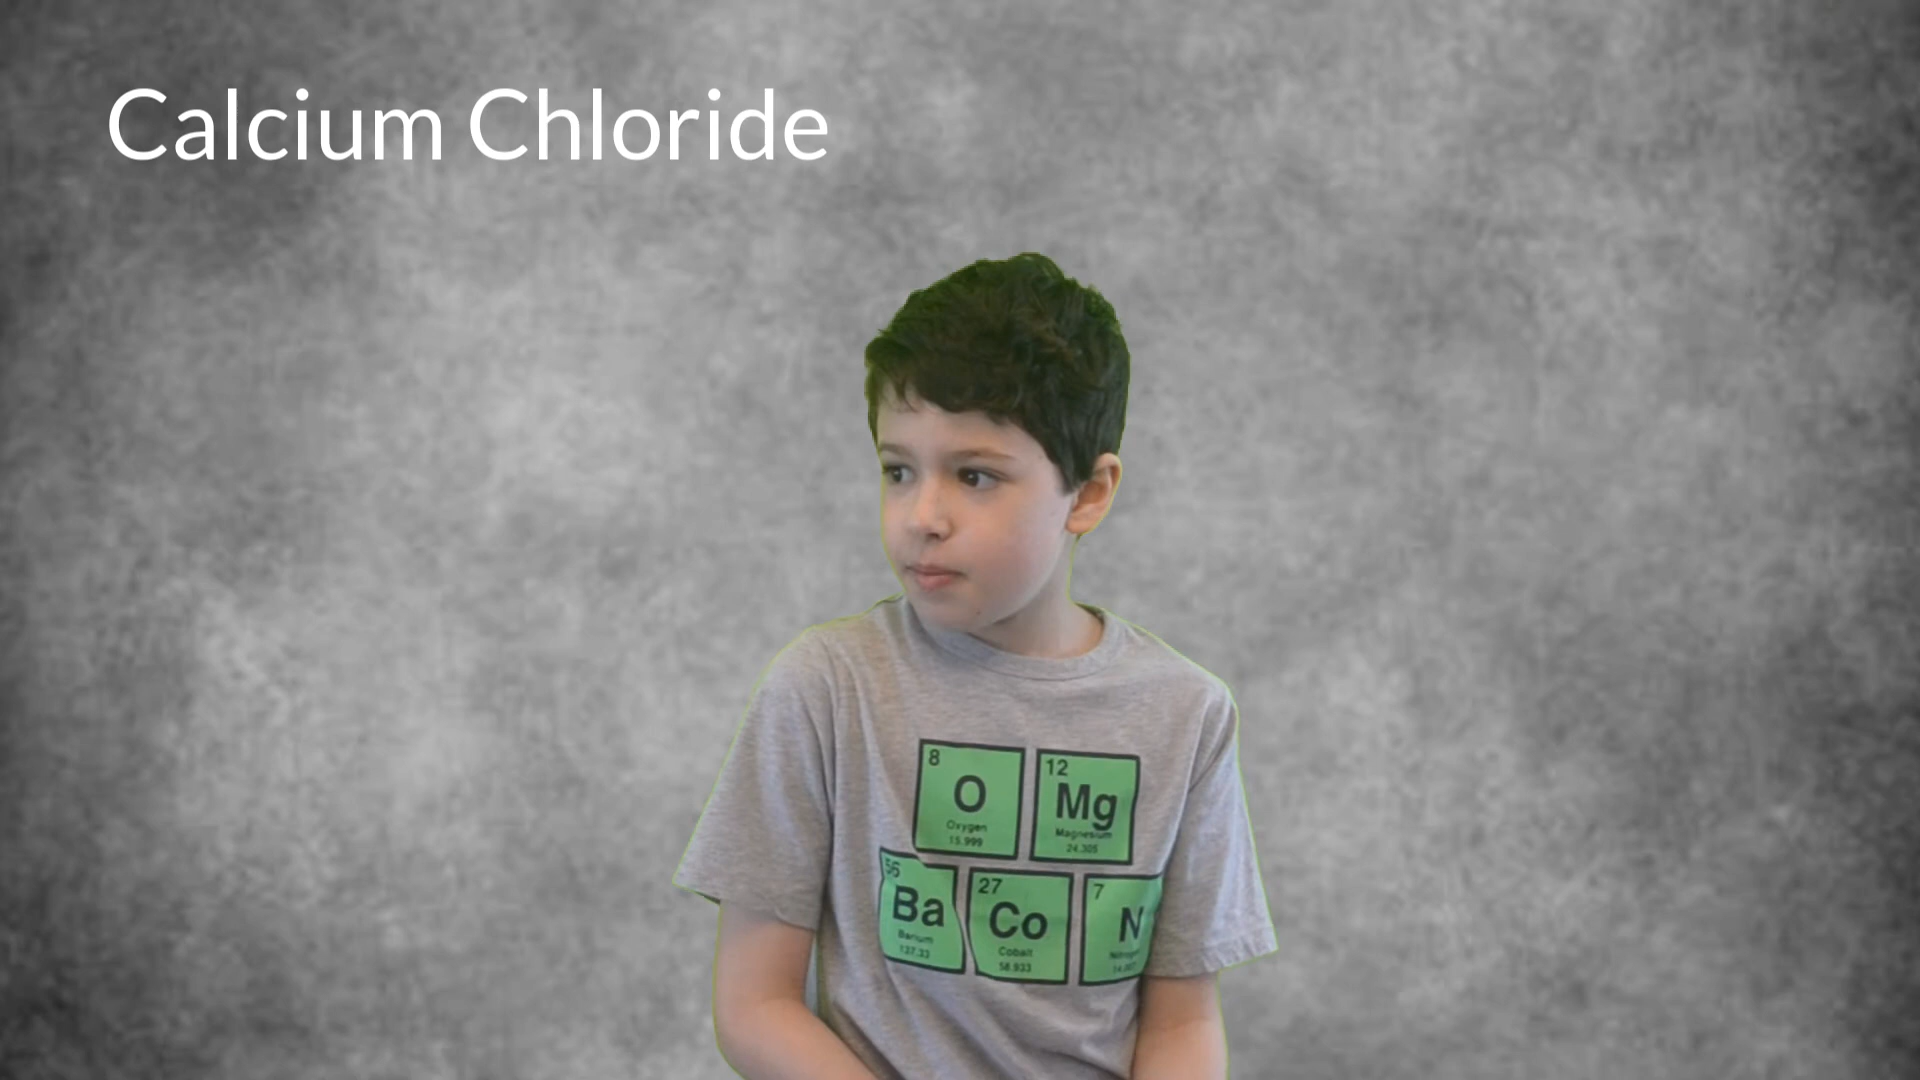 Calcium Chloride
8
12
O
Mg
Oxygen
Magnesium
15.999
24.305
56
27
7
Ba
Co
N
Barium
Cobalt
137.33
58.933